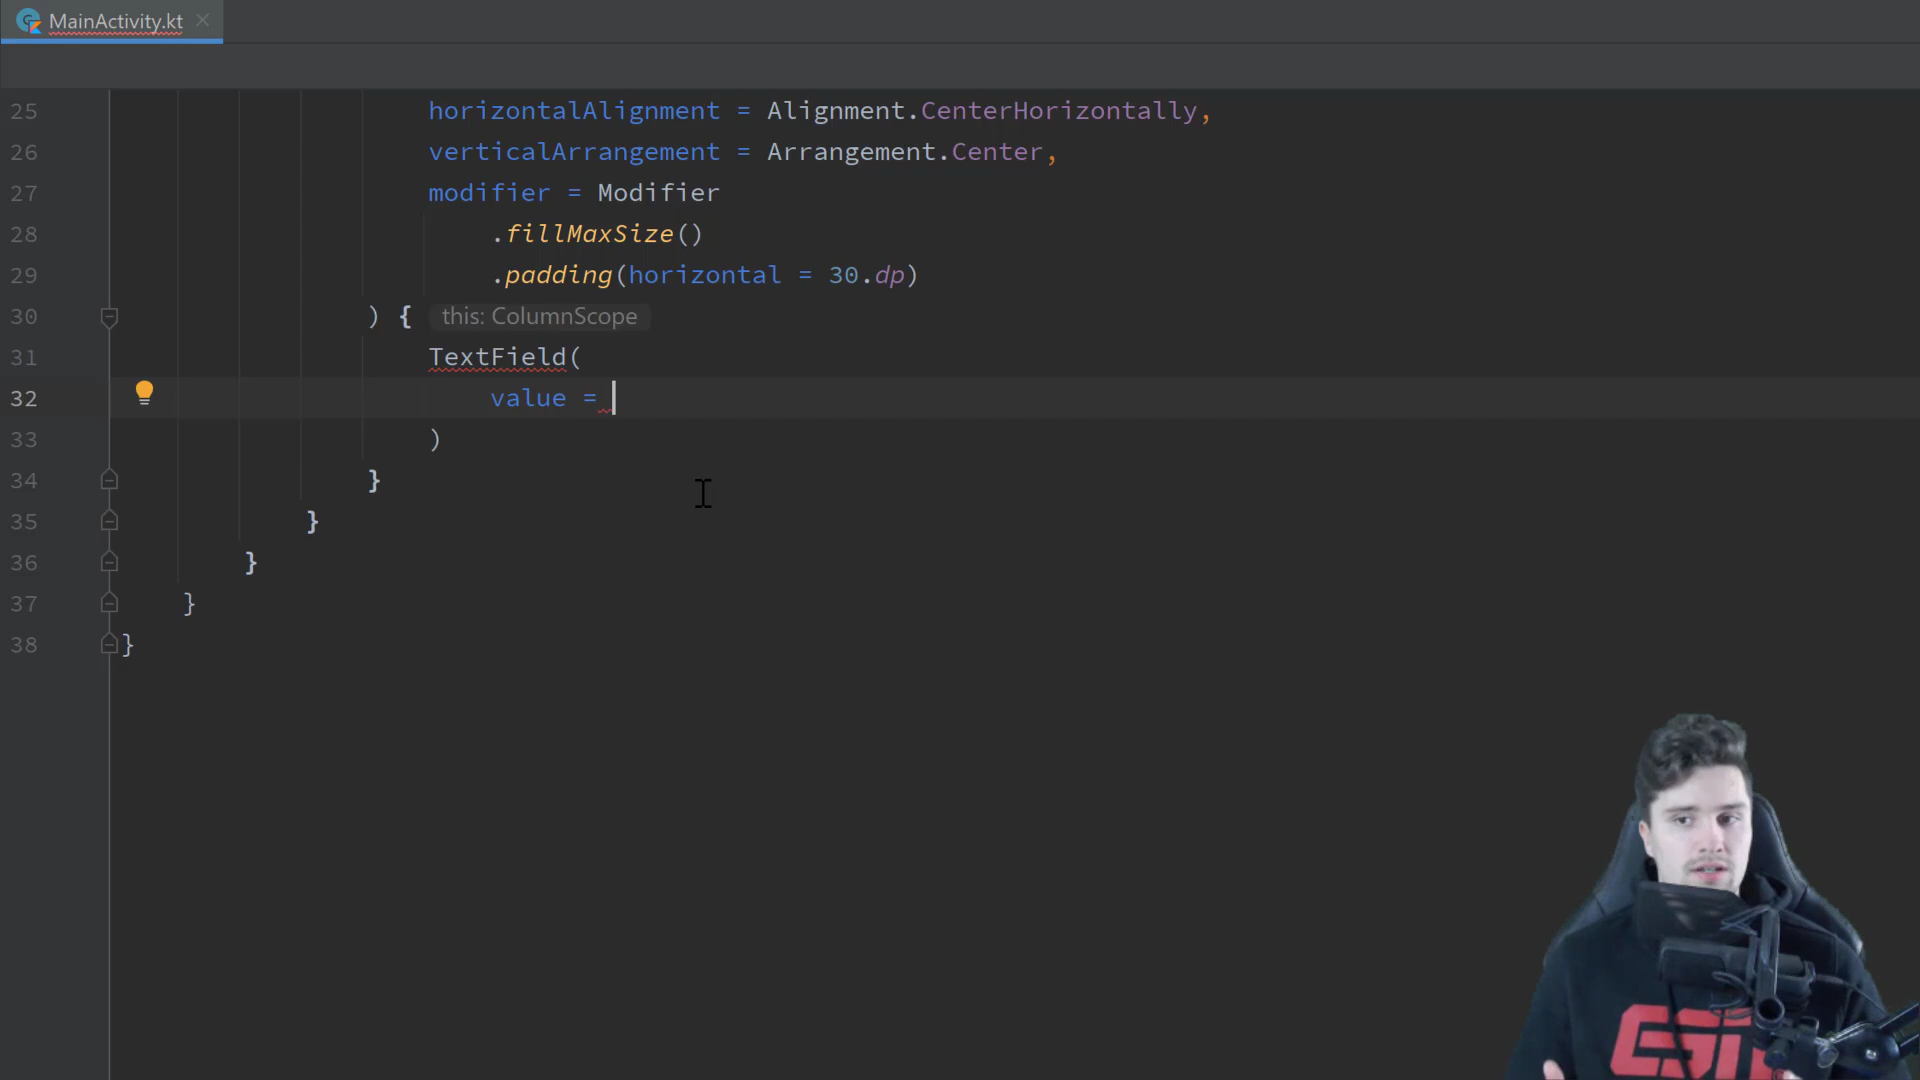 MainActivity.kt
25 horizontalAlignment = Alignment.CenterHorizontally,
26 verticalArrangement = Arrangement.Center,
27 modifier = Modifier
28 .fillMaxSize()
29 .padding(horizontal = 30.dp)
30 ) { this: ColumnScope
31 TextField(
32 value =
33 )
34 }
35 }
36 }
37 }
38 }